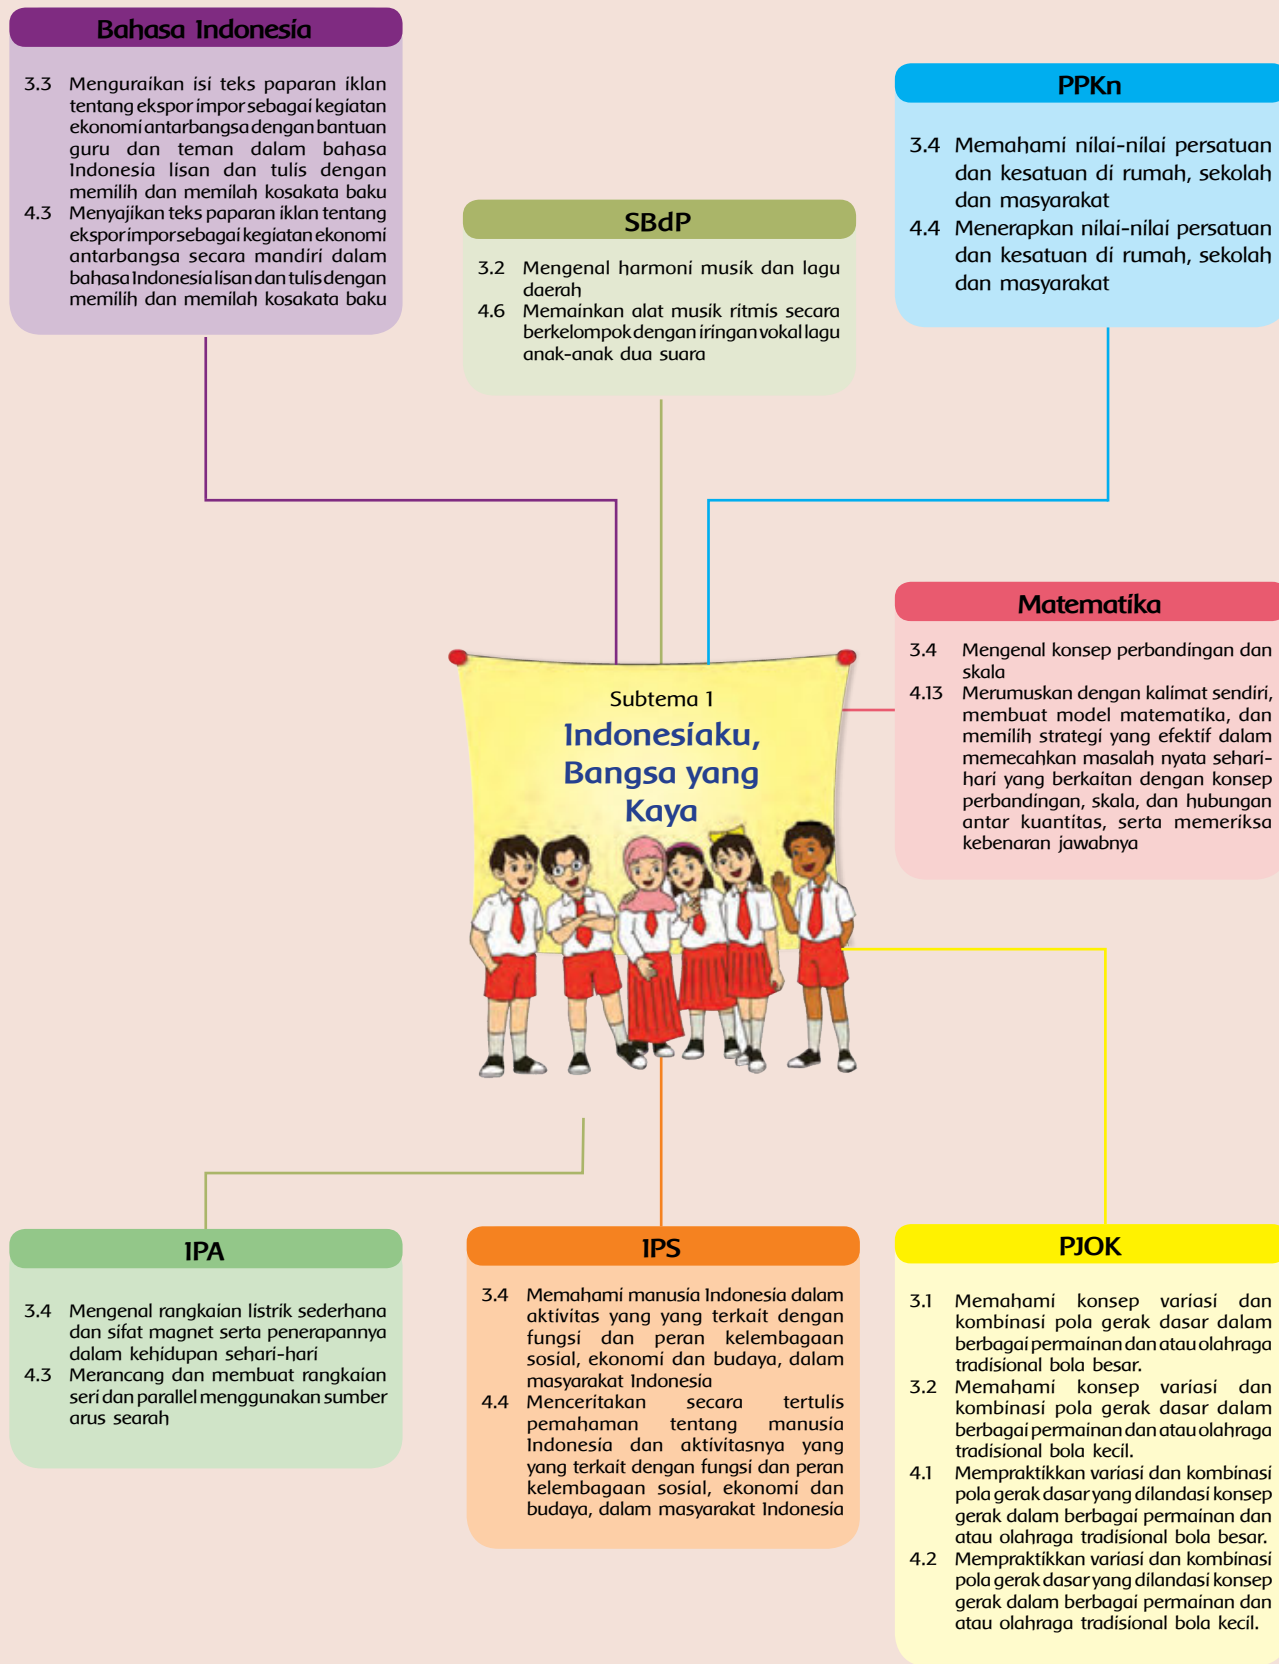 Bahasa Indonesia
3.3 Menguraikan isi teks paparan iklan
tentang ekspor impor sebagai kegiatan
ekonomi antarbangsa dengan bantuan
guru dan teman dalam bahasa
Indonesia lisan dan tulis dengan
memilih dan memilah kosakata baku
4.3 Menyajikan teks paparan iklan tentang
ekspor impor sebagai kegiatan ekonomi
antarbangsa secara mandiri dalam
bahasa Indonesia lisan dan tulis dengan
memilih dan memilah kosakata baku
SBdP
3.2 Mengenal harmoni musik dan lagu
daerah
4.6 Memainkan alat musik ritmis secara
berkelompok dengan iringan vokal lagu
anak-anak dua suara
PPKn
3.4 Memahami nilai-nilai persatuan
dan kesatuan di rumah, sekolah
dan masyarakat
4.4 Menerapkan nilai-nilai persatuan
dan kesatuan di rumah, sekolah
dan masyarakat
Matematika
3.4 Mengenal konsep perbandingan dan
skala
4.13 Merumuskan dengan kalimat sendiri,
membuat model matematika, dan
memilih strategi yang efektif dalam
memecahkan masalah nyata sehari-
hari yang berkaitan dengan konsep
perbandingan, skala, dan hubungan
antar kuantitas, serta memeriksa
kebenaran jawabnya
Subtema 1
Indonesiaku,
Bangsa yang
Kaya
IPA
3.4 Mengenal rangkaian listrik sederhana
dan sifat magnet serta penerapannya
dalam kehidupan sehari-hari
4.3 Merancang dan membuat rangkaian
seri dan parallel menggunakan sumber
arus searah
IPS
3.4 Memahami manusia Indonesia dalam
aktivitas yang yang terkait dengan
fungsi dan peran kelembagaan
sosial, ekonomi dan budaya, dalam
masyarakat Indonesia
4.4 Menceritakan secara tertulis
pemahaman tentang manusia
Indonesia dan aktivitasnya yang
yang terkait dengan fungsi dan peran
kelembagaan sosial, ekonomi dan
budaya, dalam masyarakat Indonesia
PJOK
3.1 Memahami konsep variasi dan
kombinasi pola gerak dasar dalam
berbagai permainan dan atau olahraga
tradisional bola besar.
3.2 Memahami konsep variasi dan
kombinasi pola gerak dasar dalam
berbagai permainan dan atau olahraga
tradisional bola kecil.
4.1 Mempraktikkan variasi dan kombinasi
pola gerak dasar yang dilandasi konsep
gerak dalam berbagai permainan dan
atau olahraga tradisional bola besar.
4.2 Mempraktikkan variasi dan kombinasi
pola gerak dasar yang dilandasi konsep
gerak dalam berbagai permainan dan
atau olahraga tradisional bola kecil.